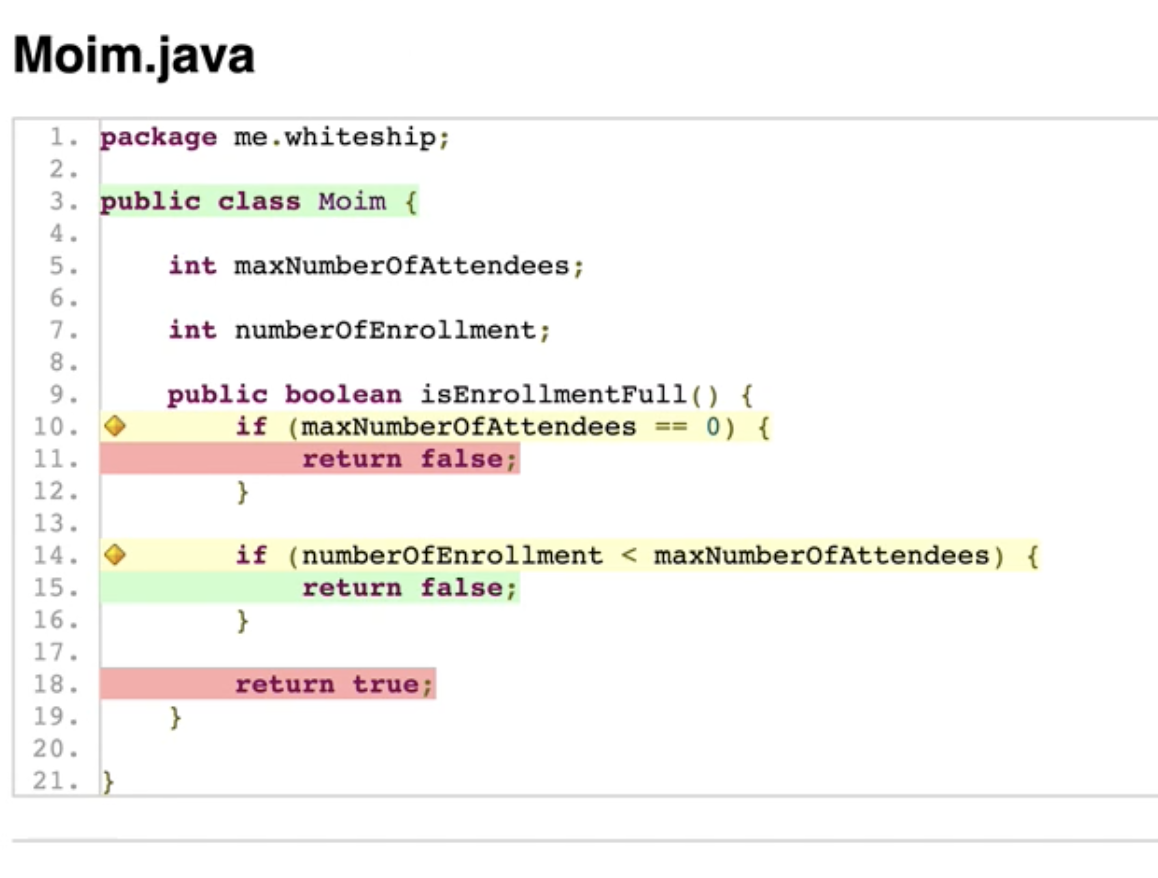 Moim.java
1. package me.whiteship;
2.
3. public class Moim {
4.
5.     int maxNumberOfAttendees;
6.
7.     int numberOfEnrollment;
8.
9.     public boolean isEnrollmentFull() {
10.         if (maxNumberOfAttendees == 0) {
11.             return false;
12.         }
13.
14.         if (numberOfEnrollment < maxNumberOfAttendees) {
15.             return false;
16.         }
17.
18.         return true;
19.     }
20.
21. }